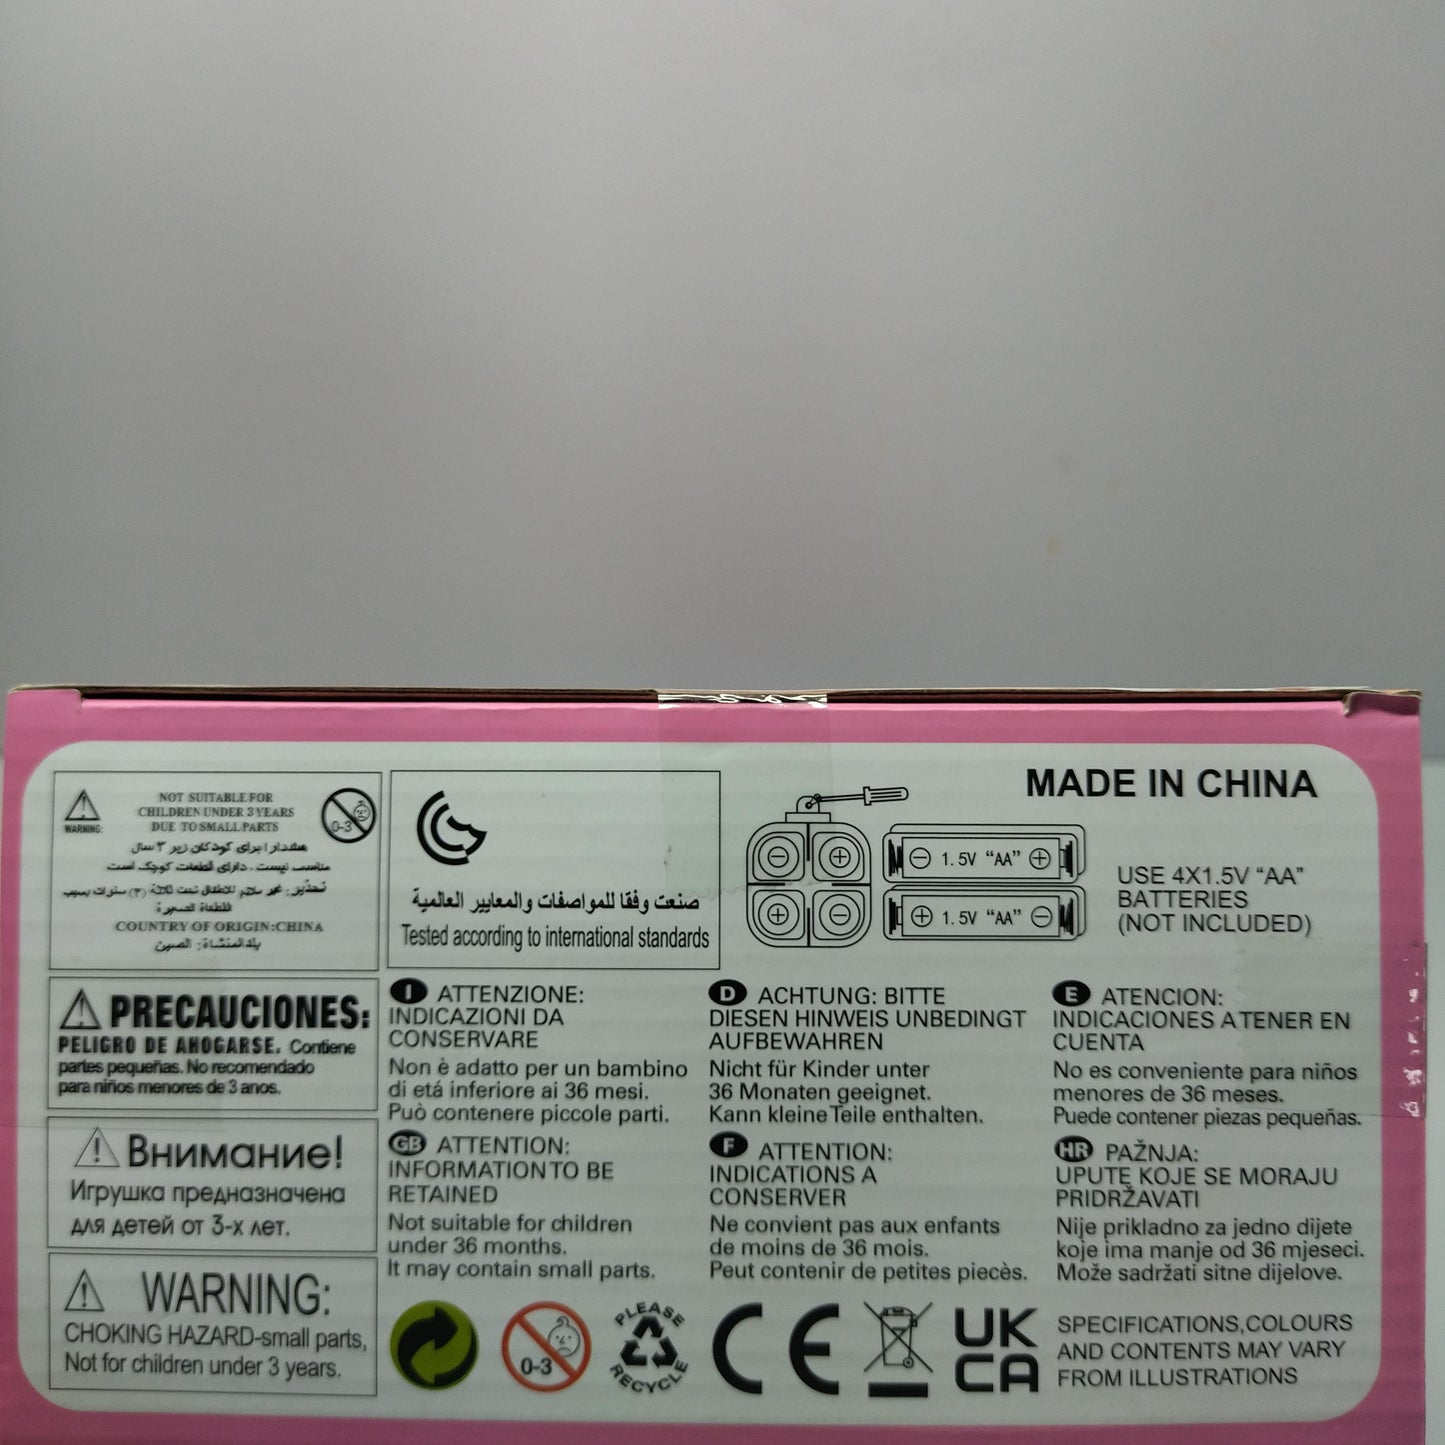 NOT SUITABLE FOR
CHILDREN UNDER 3 YEARS
DUE TO SMALL PARTS
WARNING:
0-3
هشدار ! برای کودکان زیر ۳ سال
مناسب نیست . دارای قطعات کوچک است
تحذير: غير ملائم للاطفال تحت ثلاثة (٣) سنوات بسبب
القطعاة الصغيرة
COUNTRY OF ORIGIN:CHINA
بلد المنشاة: الصين
صنعت وفقا للمواصفات والمعايير العالمية
Tested according to international standards
1.5V “AA”
1.5V “AA”
MADE IN CHINA
USE 4X1.5V “AA”
BATTERIES
(NOT INCLUDED)
PRECAUCIONES:
PELIGRO DE AHOGARSE. Contiene
partes pequeñas. No recomendado
para niños menores de 3 anos.
Внимание!
Игрушка предназначена
для детей от 3-х лет.
WARNING:
CHOKING HAZARD-small parts,
Not for children under 3 years.
I ATTENZIONE:
INDICAZIONI DA
CONSERVARE
Non è adatto per un bambino
di etá inferiore ai 36 mesi.
Può contenere piccole parti.
D ACHTUNG: BITTE
DIESEN HINWEIS UNBEDINGT
AUFBEWAHREN
Nicht für Kinder unter
36 Monaten geeignet.
Kann kleine Teile enthalten.
E ATENCION:
INDICACIONES A TENER EN
CUENTA
No es conveniente para niños
menores de 36 meses.
Puede contener piezas pequeñas.
GB ATTENTION:
INFORMATION TO BE
RETAINED
Not suitable for children
under 36 months.
It may contain small parts.
F ATTENTION:
INDICATIONS A
CONSERVER
Ne convient pas aux enfants
de moins de 36 mois.
Peut contenir de petites piecès.
HR PAŽNJA:
UPUTE KOJE SE MORAJU
PRIDRŽAVATI
Nije prikladno za jedno dijete
koje ima manje od 36 mjeseci.
Može sadržati sitne dijelove.
0-3
PLEASE
RECYCLE
CE
UK
CA
SPECIFICATIONS,COLOURS
AND CONTENTS MAY VARY
FROM ILLUSTRATIONS